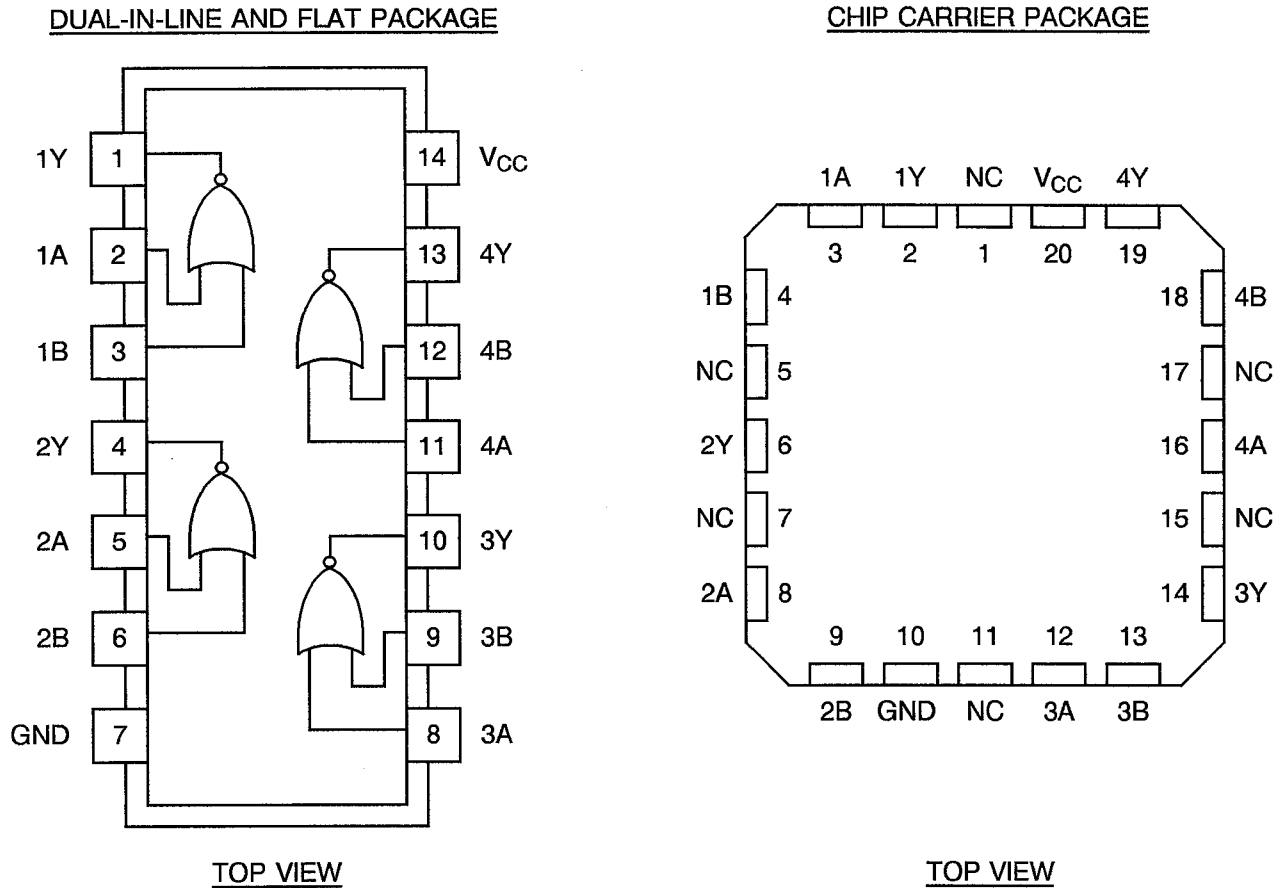 DUAL-IN-LINE AND FLAT PACKAGE
1Y 1 14 VCC
1A 2 13 4Y
1B 3 12 4B
2Y 4 11 4A
2A 5 10 3Y
2B 6 9 3B
GND 7 8 3A
TOP VIEW
CHIP CARRIER PACKAGE
1A 1Y NC VCC 4Y
3 2 1 20 19
1B 4 18 4B
NC 5 17 NC
2Y 6 16 4A
NC 7 15 NC
2A 8 14 3Y
9 10 11 12 13
2B GND NC 3A 3B
TOP VIEW